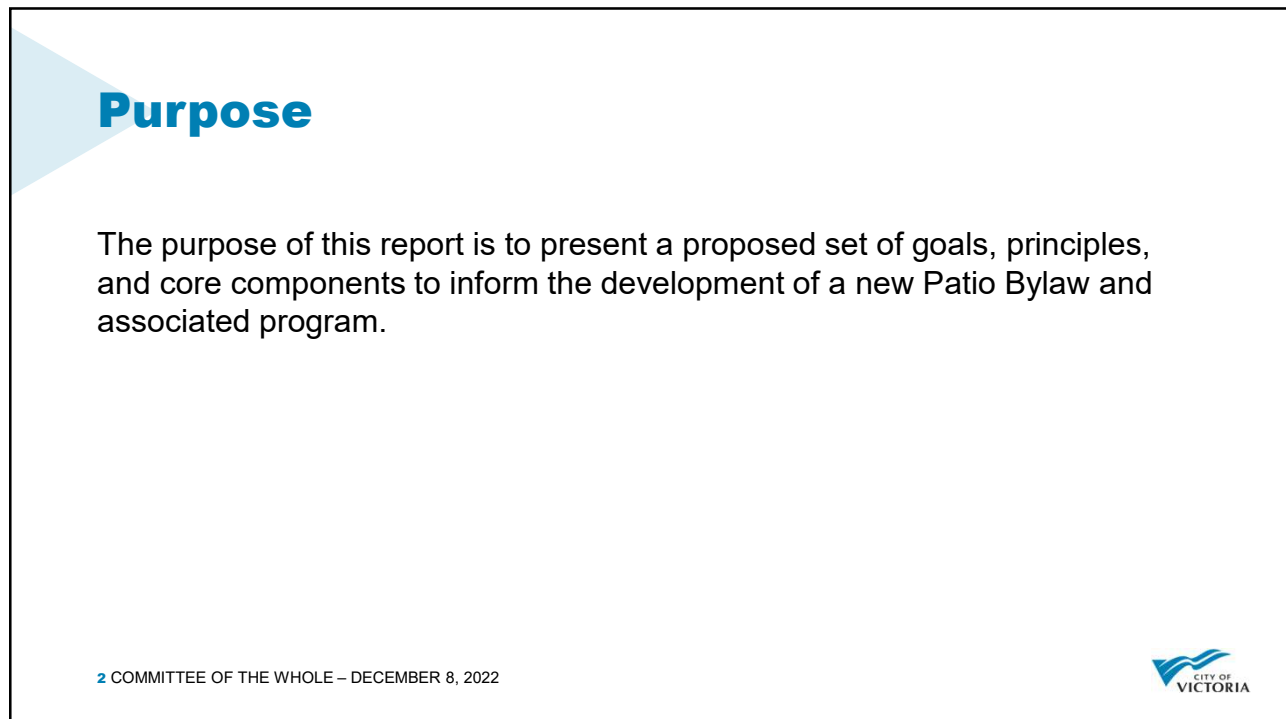 Purpose
The purpose of this report is to present a proposed set of goals, principles,
and core components to inform the development of a new Patio Bylaw and
associated program.
2 COMMITTEE OF THE WHOLE – DECEMBER 8, 2022
CITY OF
VICTORIA